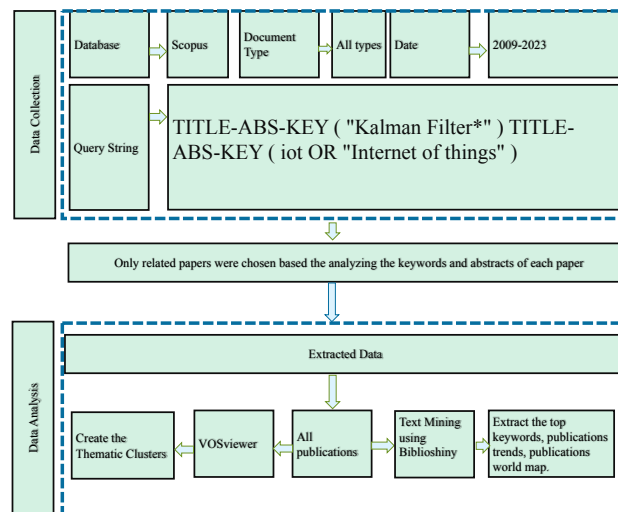 Data Collection
Database
Scopus
Document
Type
All types
Date
2009-2023
Query String
TITLE-ABS-KEY ( "Kalman Filter*" ) TITLE-
ABS-KEY ( iot OR "Internet of things" )
Only related papers were chosen based the analyzing the keywords and abstracts of each paper
Data Analysis
Extracted Data
Create the
Thematic Clusters
VOSviewer
All
publications
Text Mining
using
Biblioshiny
Extract the top
keywords, publications
trends, publications
world map.